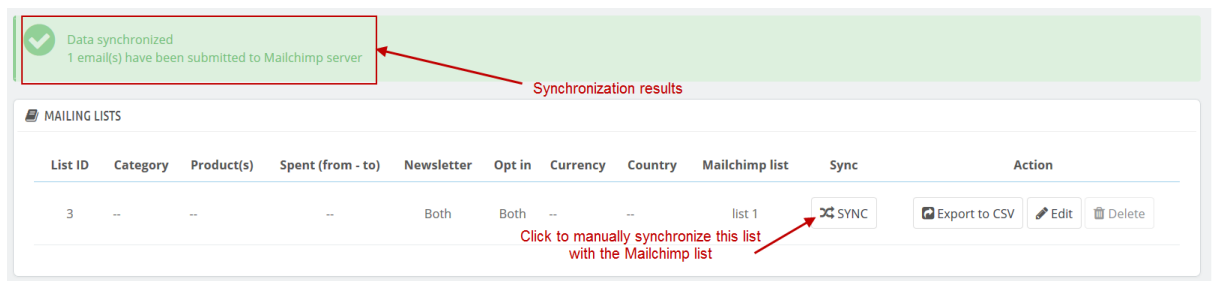 Data synchronized
1 email(s) have been submitted to Mailchimp server
Synchronization results
MAILING LISTS
List ID Category Product(s) Spent (from - to) Newsletter Opt in Currency Country Mailchimp list Sync Action
3 -- -- -- Both Both -- -- list 1 SYNC Export to CSV Edit Delete
Click to manually synchronize this list
with the Mailchimp list